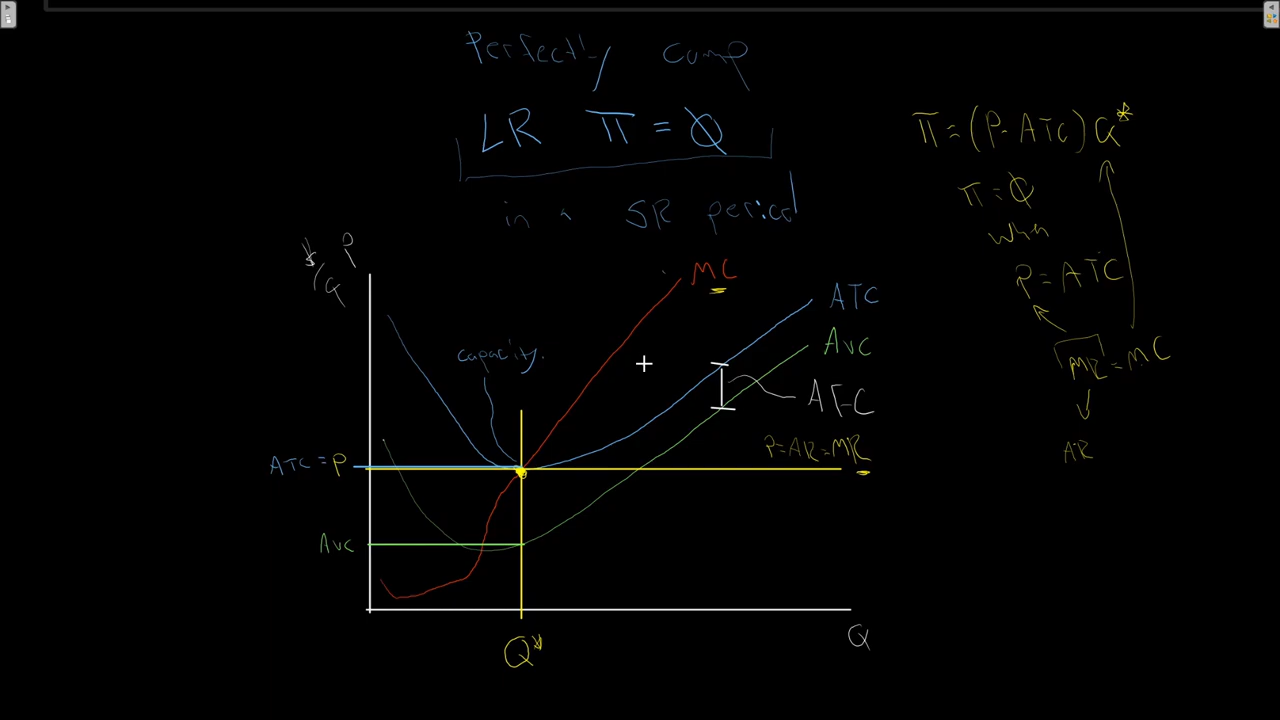 Perfectly comp
LR π = 0
in a SR period
π = (P - ATC) Q*
π = 0
when
P = ATC
MR = MC
AR
$/Q P
MC
ATC
AVC
capacity.
AFC
P=AR=MR
ATC = P
AVC
Q*
Q